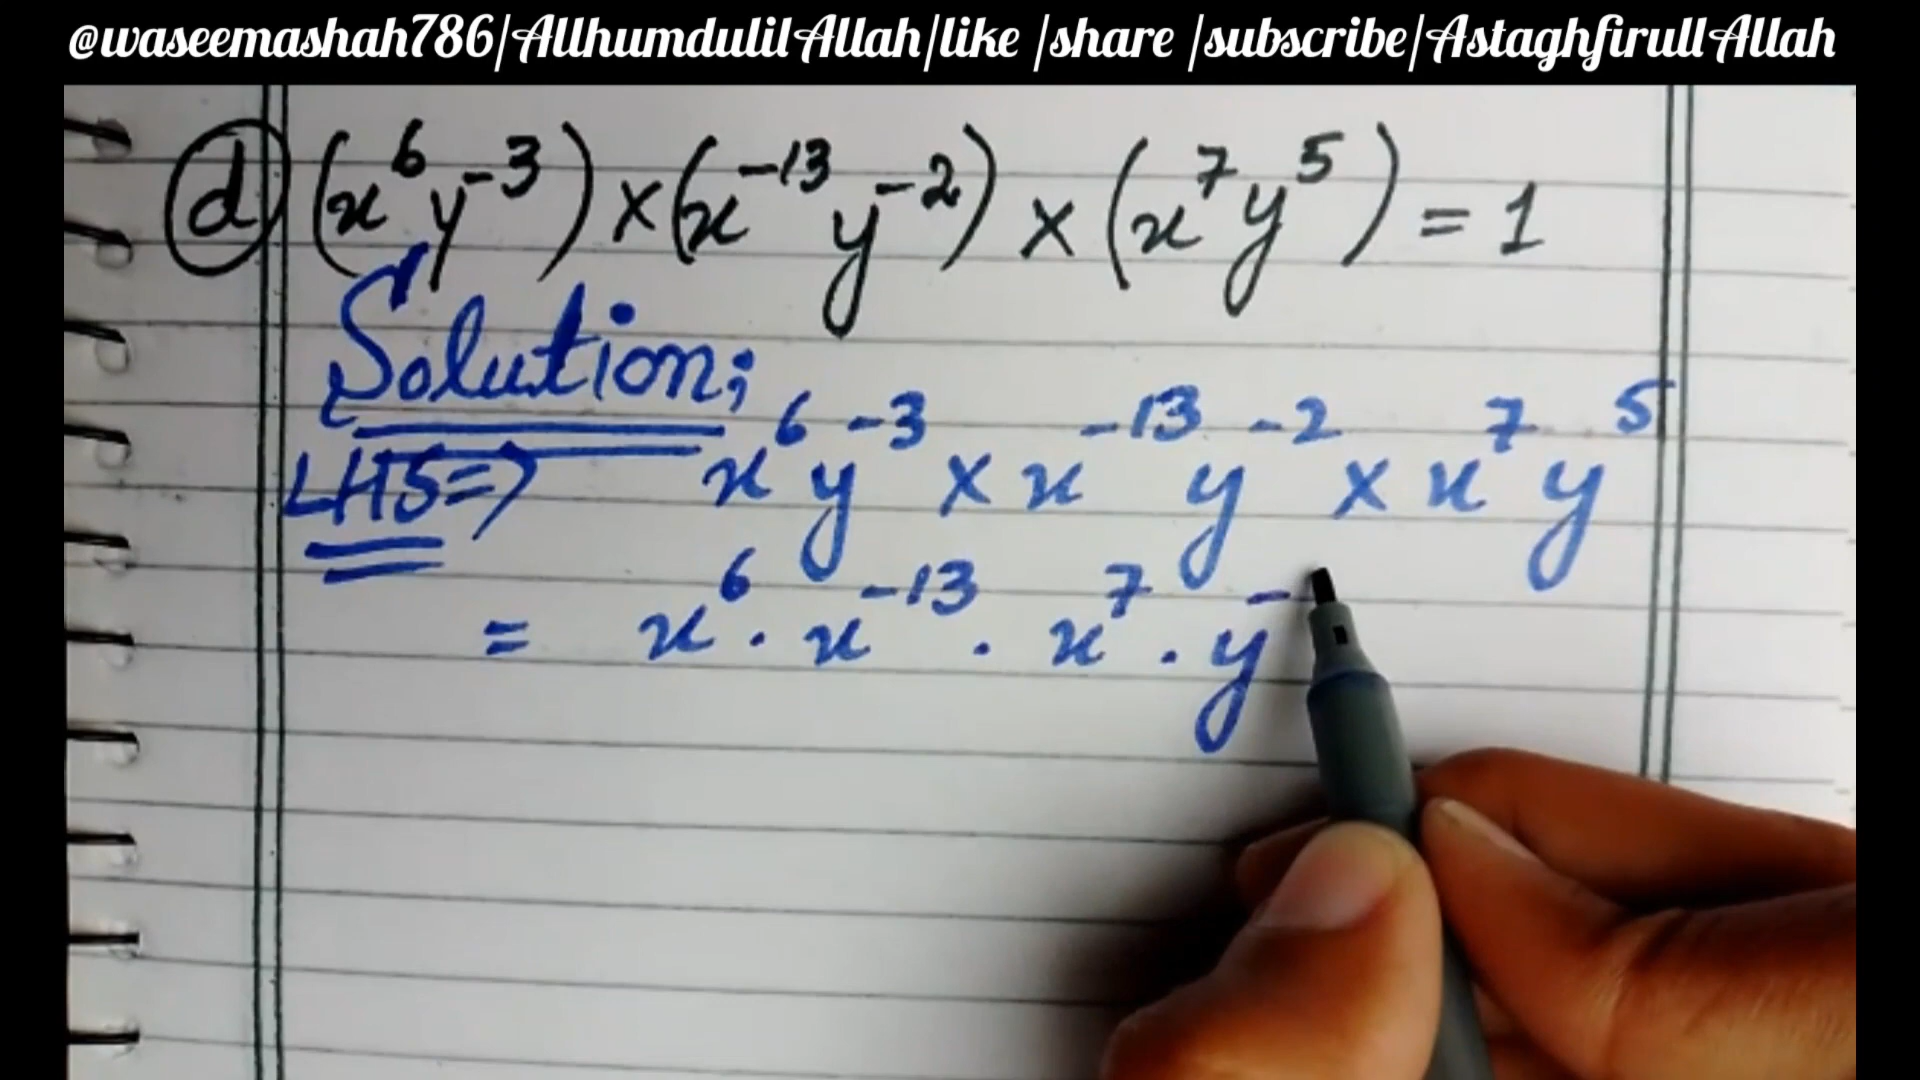 @waseemashah786/AllhumdulilAllah/like /share /subscribe/AstaghfirullAllah
(d) (x⁶y⁻³)×(x⁻¹³y⁻²)×(x⁷y⁵)=1
Solution;
LHS=> x⁶y⁻³×x⁻¹³y⁻²×x⁷y⁵
= x⁶.x⁻¹³.x⁷.y⁻